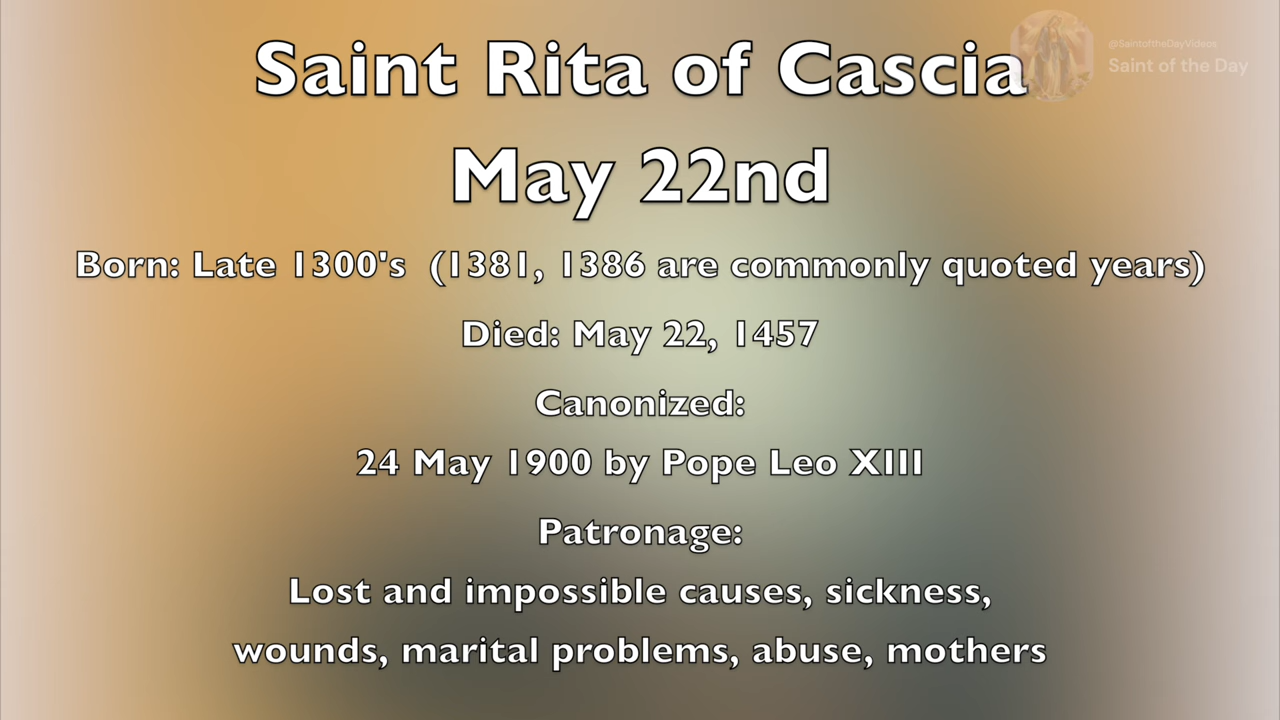 Saint Rita of Cascia
@SaintoftheDayVideos
Saint of the Day
May 22nd
Born: Late 1300's (1381, 1386 are commonly quoted years)
Died: May 22, 1457
Canonized:
24 May 1900 by Pope Leo XIII
Patronage:
Lost and impossible causes, sickness,
wounds, marital problems, abuse, mothers